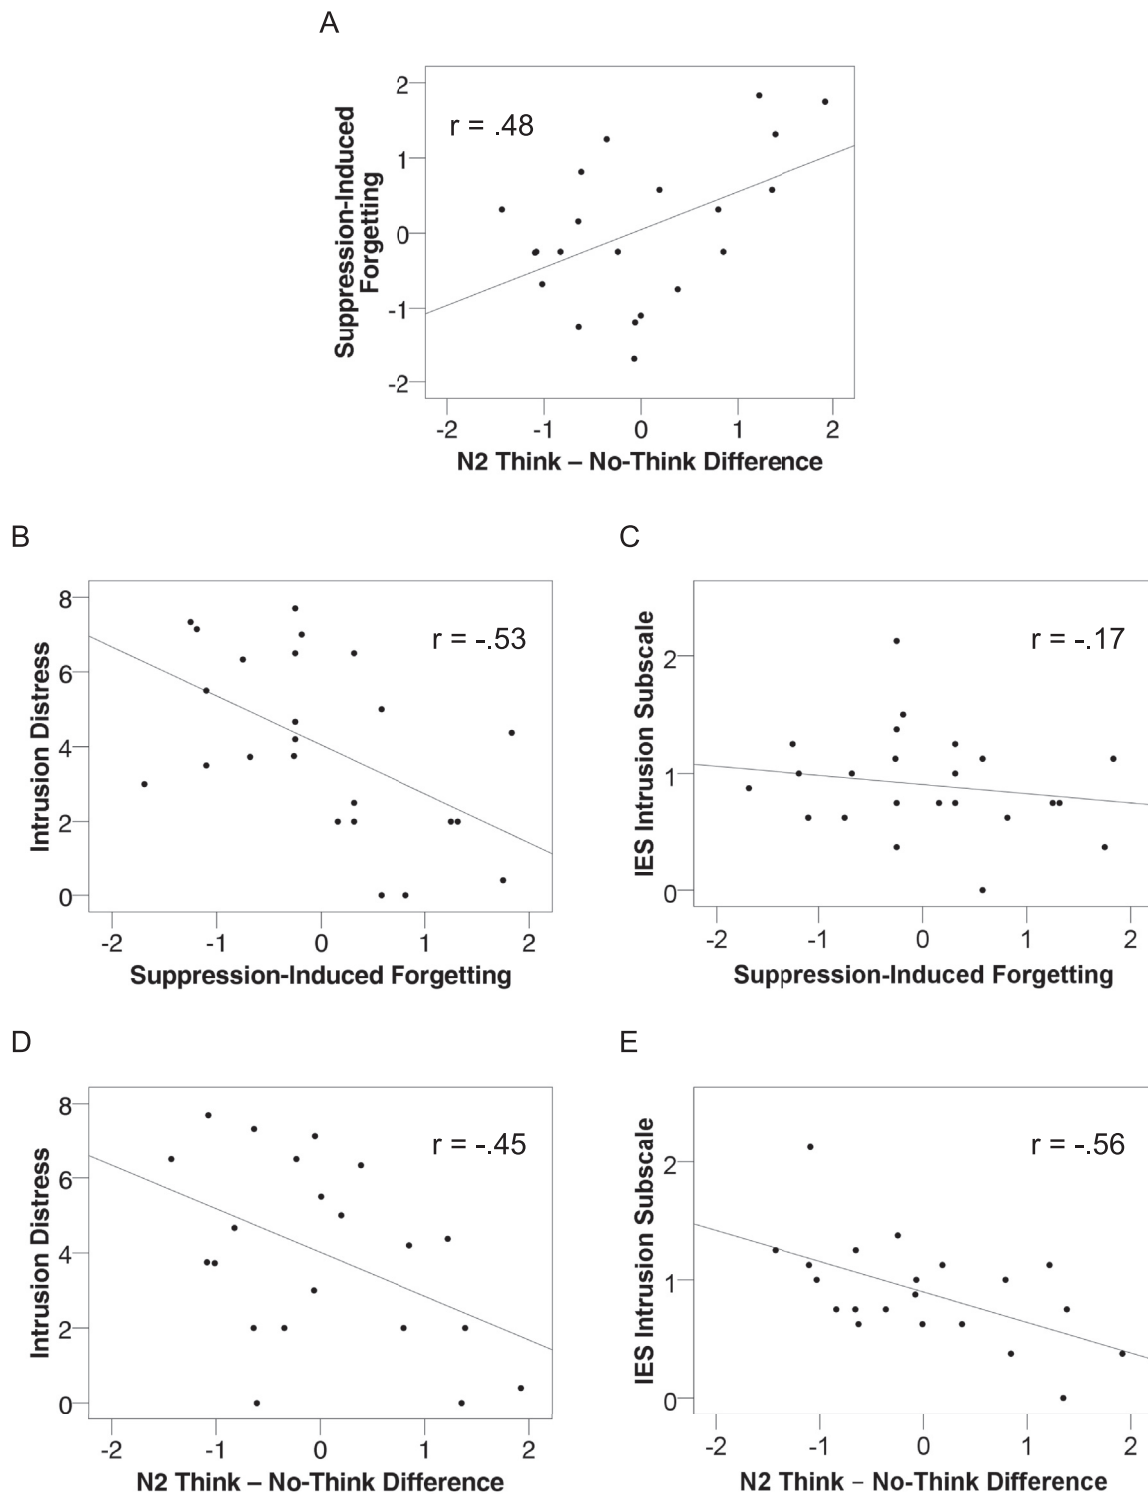 A
r = .48
Suppression-Induced
Forgetting
2
1
0
-1
-2
-2 -1 0 1 2
N2 Think – No-Think Difference
B
r = -.53
Intrusion Distress
8
6
4
2
0
-2 -1 0 1 2
Suppression-Induced Forgetting
C
r = -.17
IES Intrusion Subscale
2
1
0
-2 -1 0 1 2
Suppression-Induced Forgetting
D
r = -.45
Intrusion Distress
8
6
4
2
0
-2 -1 0 1 2
N2 Think – No-Think Difference
E
r = -.56
IES Intrusion Subscale
2
1
0
-2 -1 0 1 2
N2 Think – No-Think Difference